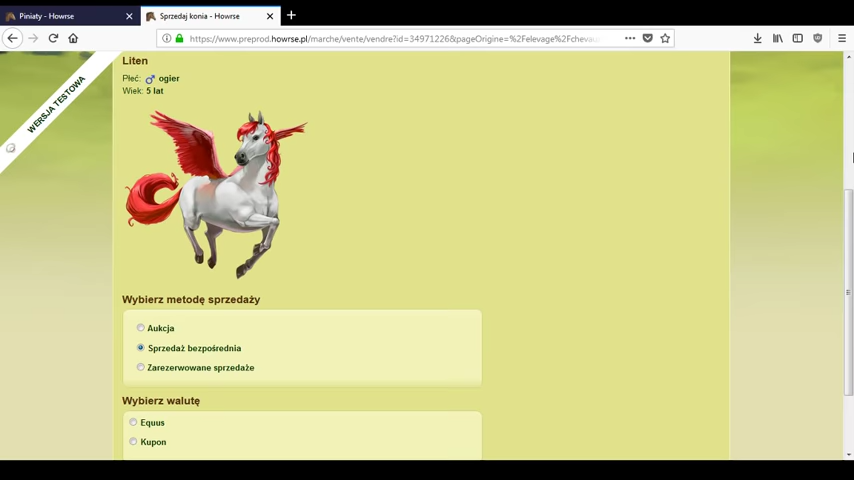 Piniaty - Howrse
Sprzedaj konia - Howrse
https://www.preprod.howrse.pl/marche/vente/vendre?id=34971226&pageOrigine=%2Felevage%2Fchevau
WERSJA TESTOWA
Liten
Płeć: ogier
Wiek: 5 lat
Wybierz metodę sprzedaży
Aukcja
Sprzedaż bezpośrednia
Zarezerwowane sprzedaże
Wybierz walutę
Equus
Kupon